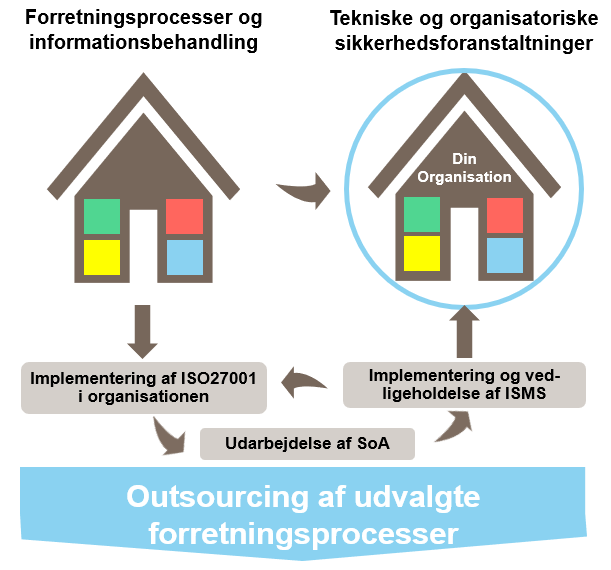 Forretningsprocesser og
informationsbehandling
Tekniske og organisatoriske
sikkerhedsforanstaltninger
Din
Organisation
Implementering af ISO27001
i organisationen
Implementering og ved-
ligeholdelse af ISMS
Udarbejdelse af SoA
Outsourcing af udvalgte
forretningsprocesser